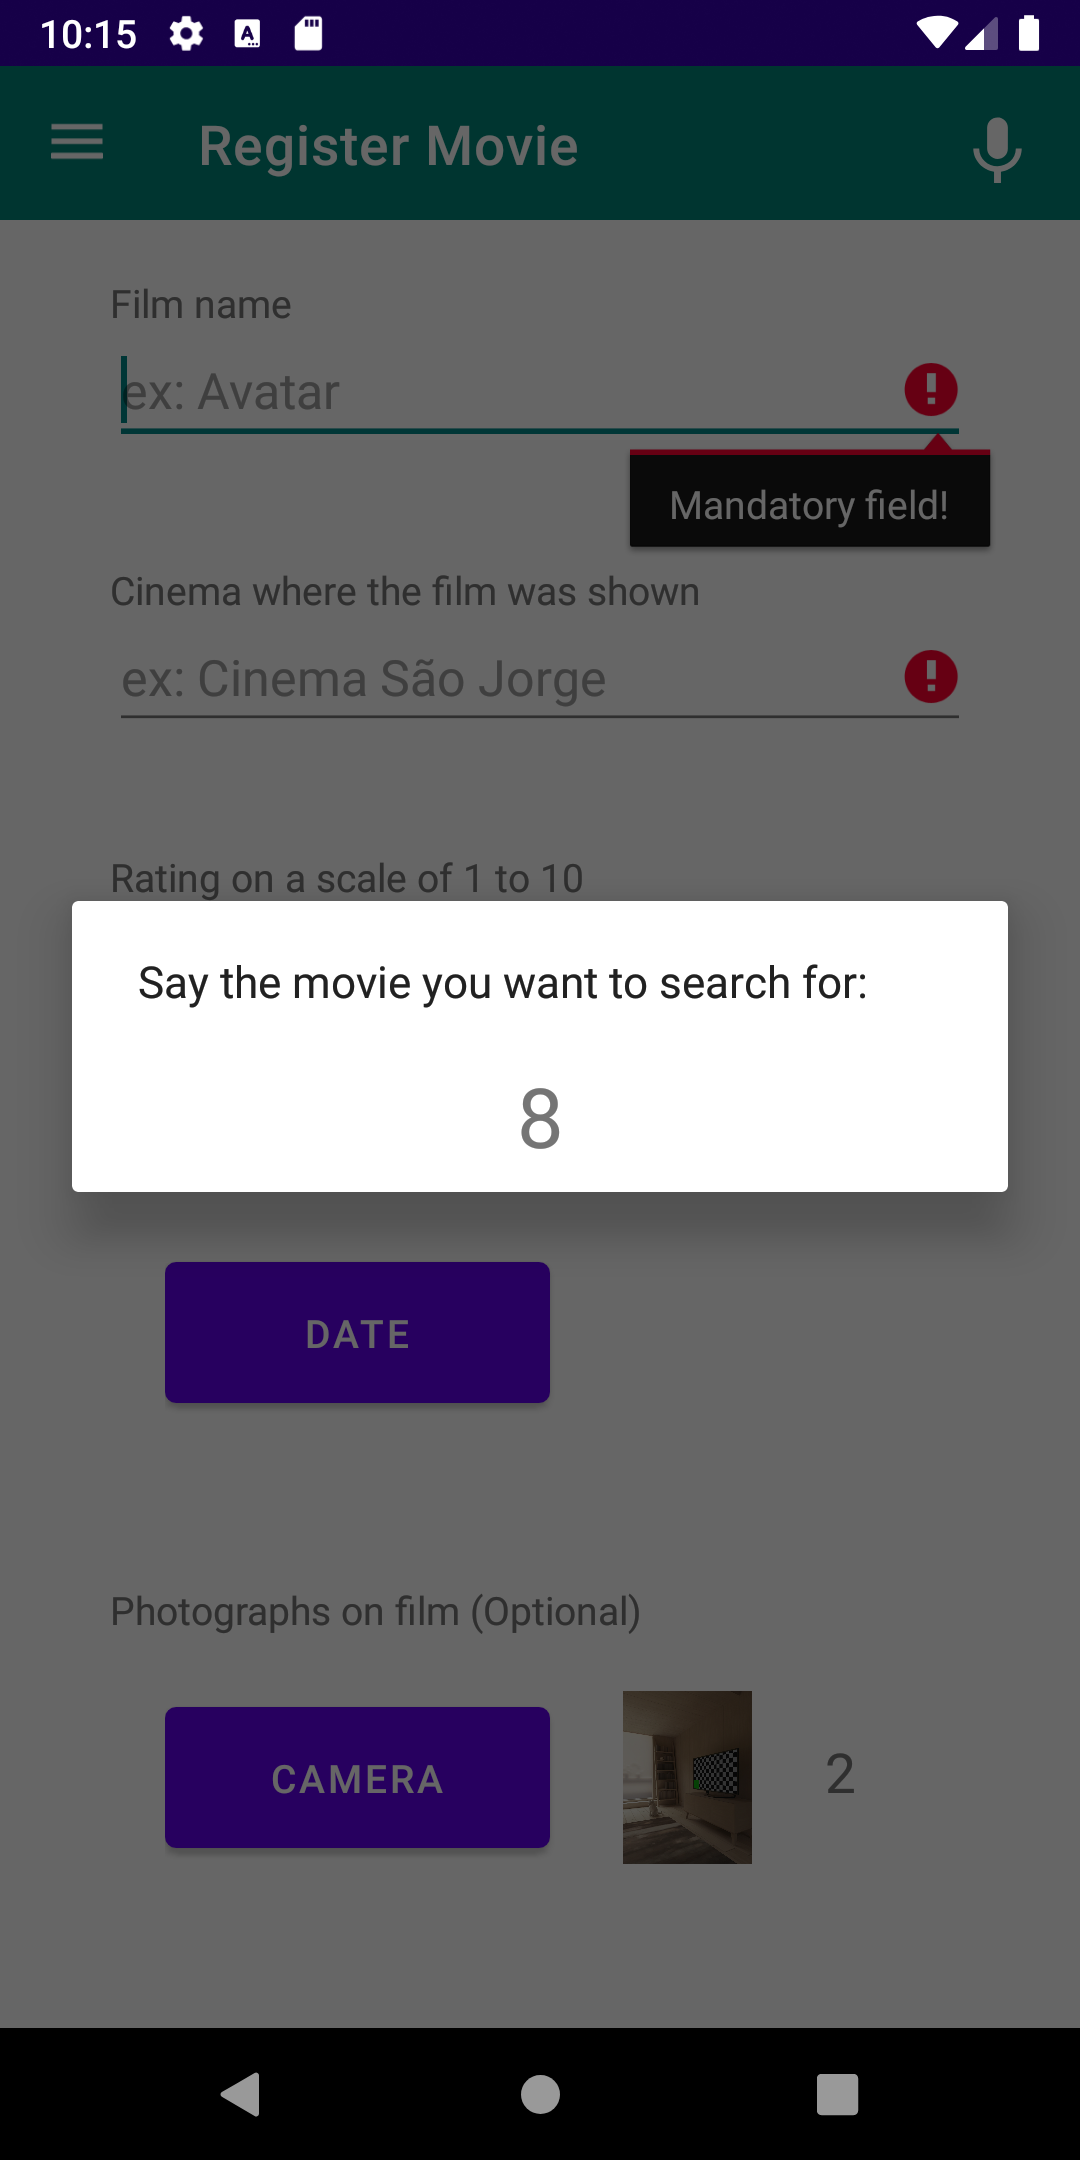 10:15
Register Movie
Film name
ex: Avatar
Mandatory field!
Cinema where the film was shown
ex: Cinema São Jorge
Rating on a scale of 1 to 10
Say the movie you want to search for:
8
DATE
Photographs on film (Optional)
CAMERA
2